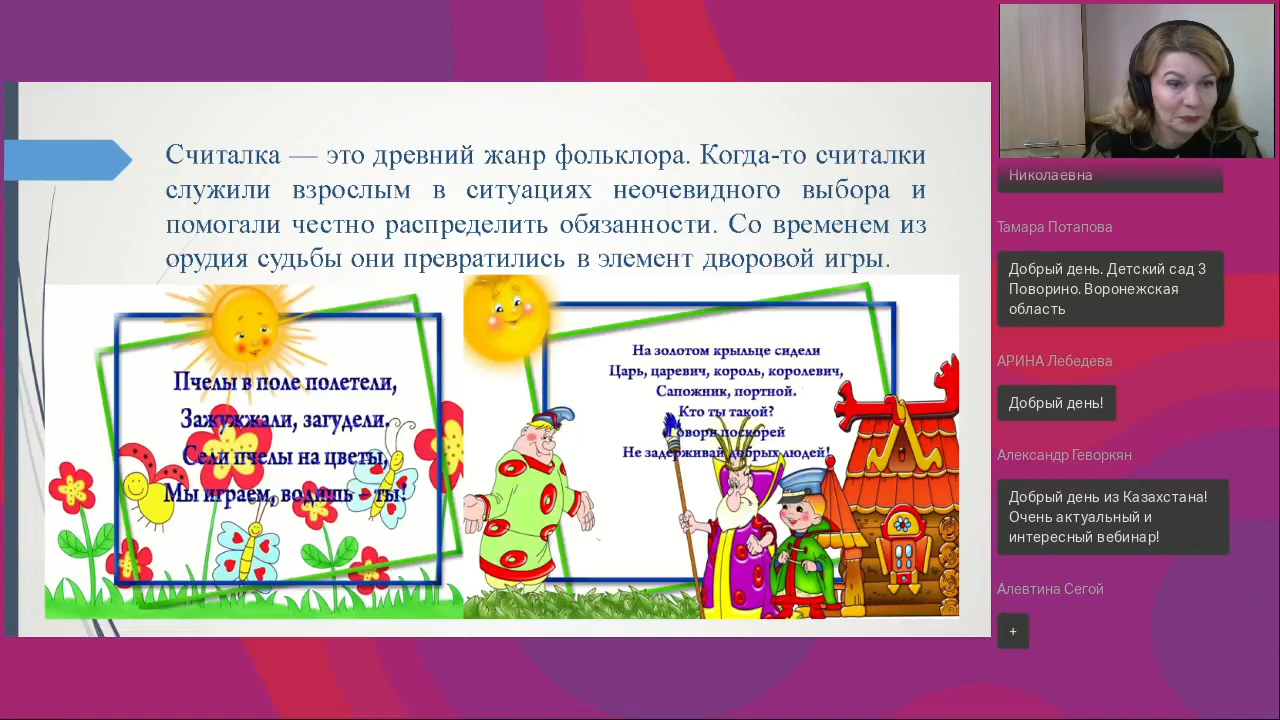 Считалка — это древний жанр фольклора. Когда-то считалки
служили взрослым в ситуациях неочевидного выбора и
помогали честно распределить обязанности. Со временем из
орудия судьбы они превратились в элемент дворовой игры.
Пчелы в поле полетели,
Зажужжали, загудели.
Сели пчелы на цветы,
Мы играем, водишь – ты!
На золотом крыльце сидели
Царь, царевич, король, королевич,
Сапожник, портной.
Кто ты такой?
Говори поскорей
Не задерживай добрых людей!
Николаевна
Тамара Потапова
Добрый день. Детский сад 3
Поворино. Воронежская
область
АРИНА Лебедева
Добрый день!
Александр Геворкян
Добрый день из Казахстана!
Очень актуальный и
интересный вебинар!
Алевтина Сегой
+